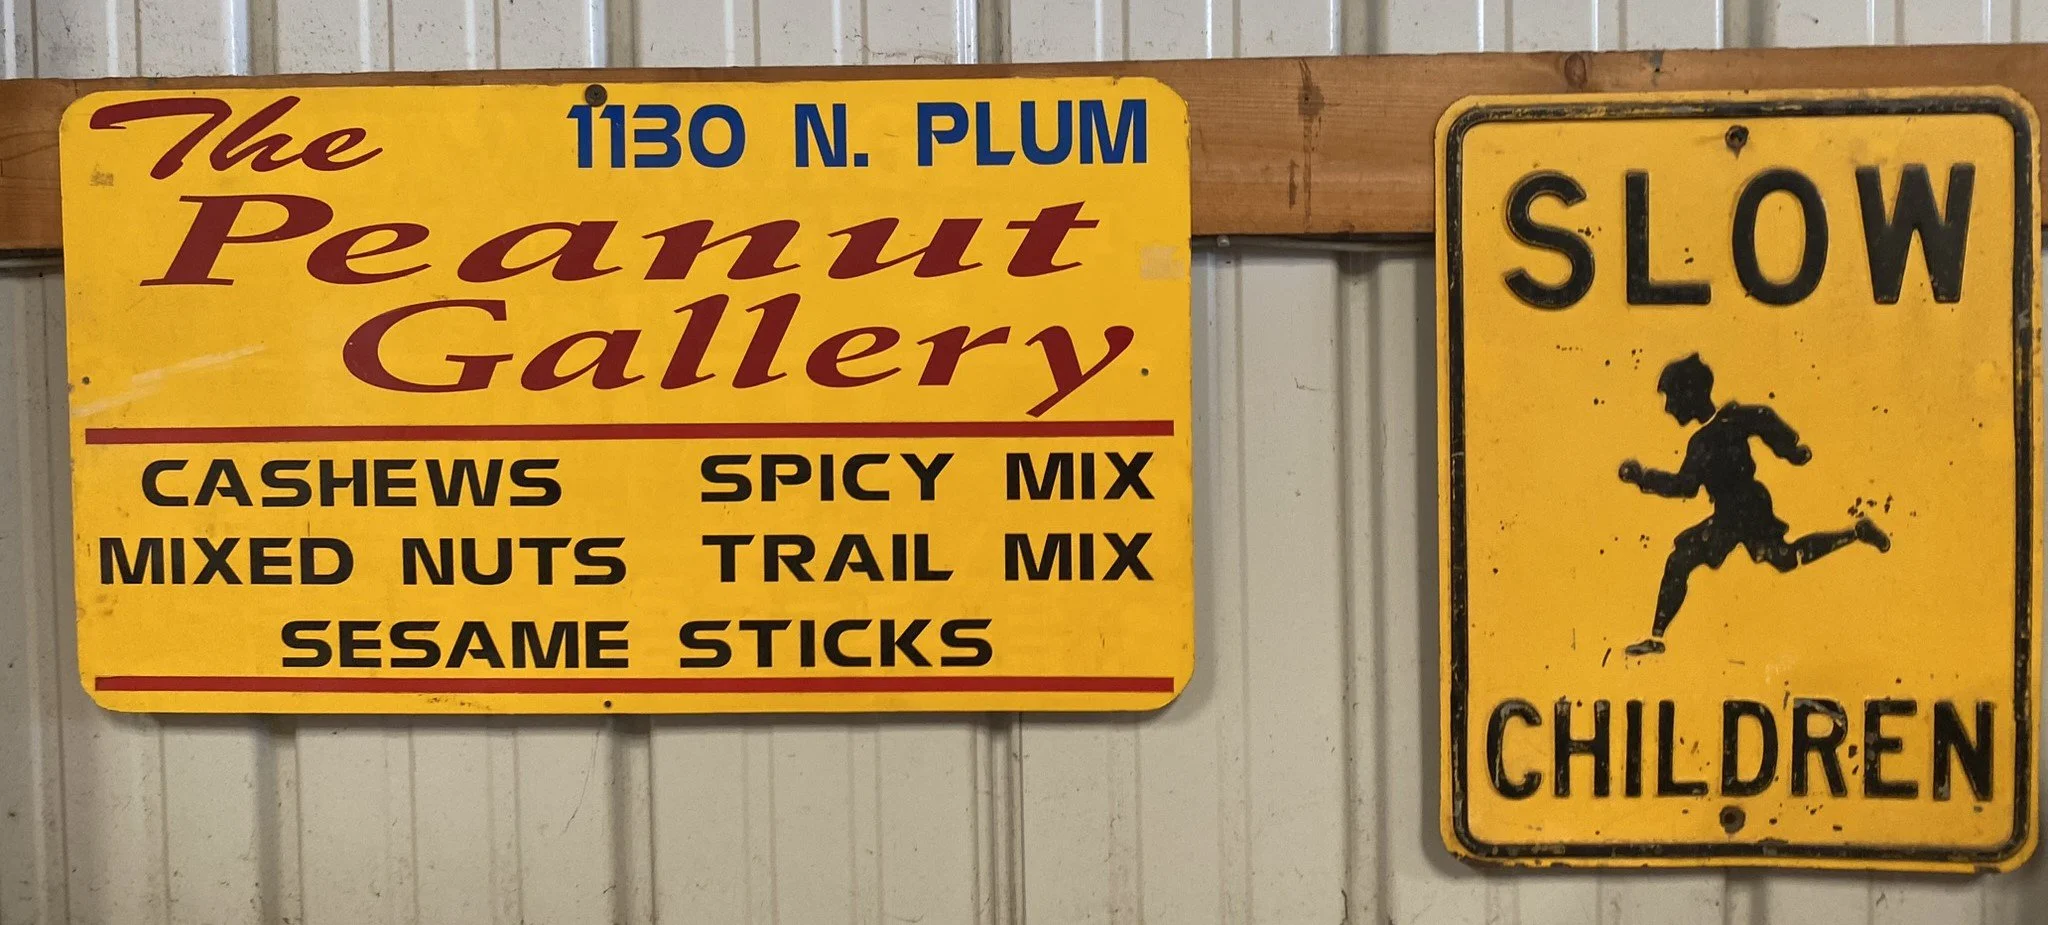 The 1130 N. PLUM
Peanut
Gallery
CASHEWS SPICY MIX
MIXED NUTS TRAIL MIX
SESAME STICKS
SLOW
CHILDREN